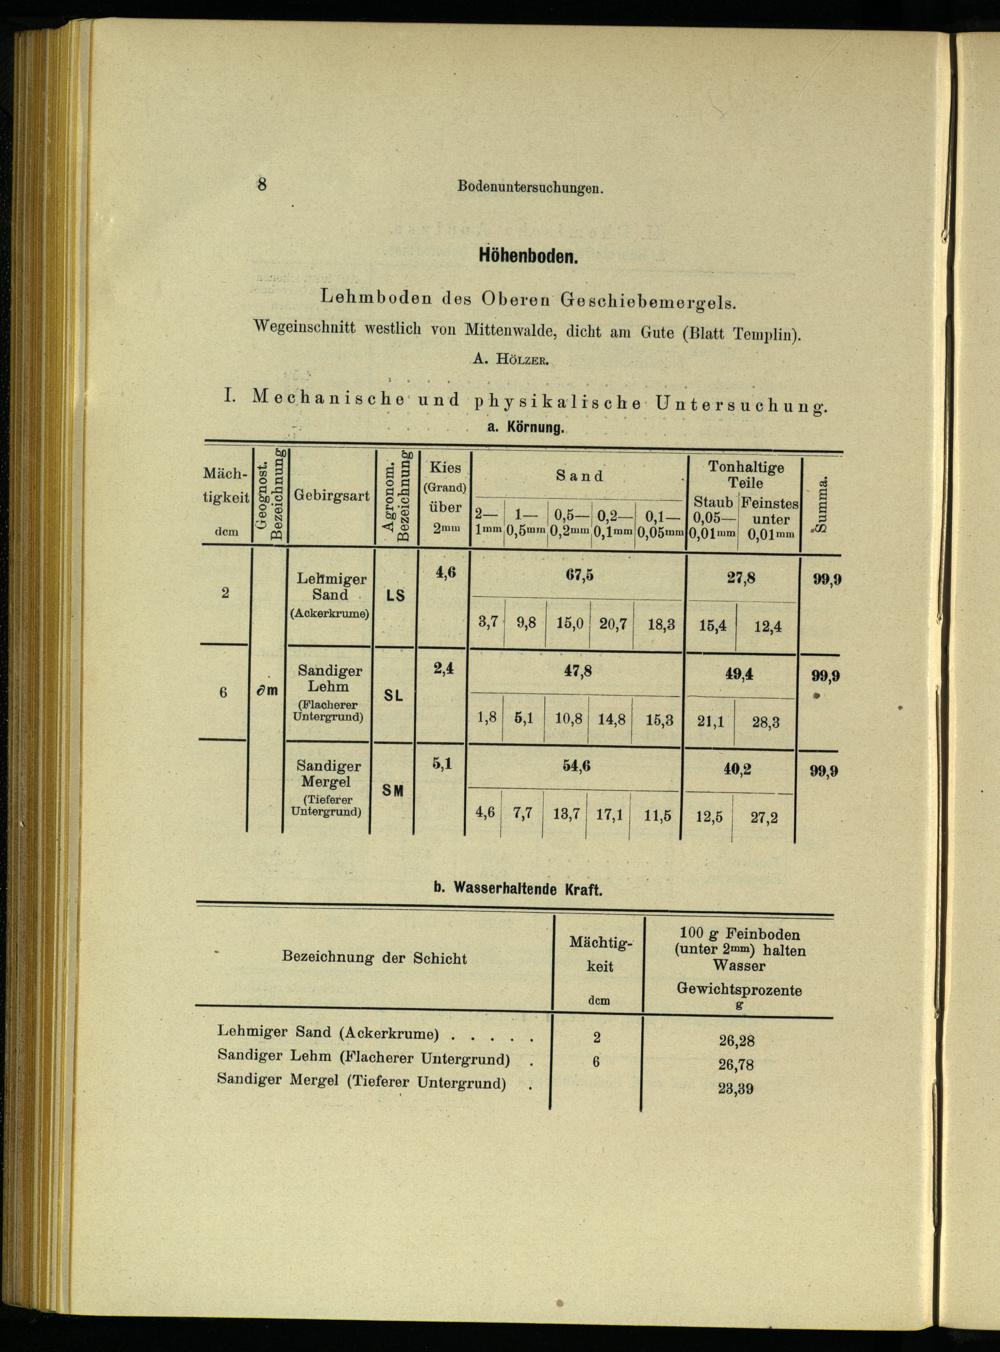 8
Bodenuntersuchungen.
Höhenboden.
Lehmboden des Oberen Geschiebemergels.
Wegeinschnitt westlich von Mittenwalde, dicht am Gute (Blatt Templin).
A. HÖLZER.
I. Mechanische und physikalische Untersuchung.
a. Körnung.
Mäch-
tigkeit
dcm
Geognost.
Bezeichnung
Gebirgsart
Agronom.
Bezeichnung
Kies
(Grand)
über
2mm
Sand
2— 1— 0,5— 0,2— 0,1—
1mm 0,5mm 0,2mm 0,1mm 0,05mm
Tonhaltige
Teile
Staub Feinstes
0,05— unter
0,01mm 0,01mm
Summa.
2
Lehmiger
Sand
(Ackerkrume)
LS
4,6 67,5 27,8 99,9
3,7 9,8 15,0 20,7 18,3 15,4 12,4
6
∂m
Sandiger
Lehm
(Flacherer
Untergrund)
SL
2,4 47,8 49,4 99,9
1,8 5,1 10,8 14,8 15,3 21,1 28,3
Sandiger
Mergel
(Tieferer
Untergrund)
SM
5,1 54,6 40,2 99,9
4,6 7,7 13,7 17,1 11,5 12,5 27,2
b. Wasserhaltende Kraft.
Bezeichnung der Schicht
Mächtig-
keit
dcm
100 g Feinboden
(unter 2mm) halten
Wasser
Gewichtsprozente
g
Lehmiger Sand (Ackerkrume) . . . . . 2 26,28
Sandiger Lehm (Flacherer Untergrund) . 6 26,78
Sandiger Mergel (Tieferer Untergrund) . 23,39